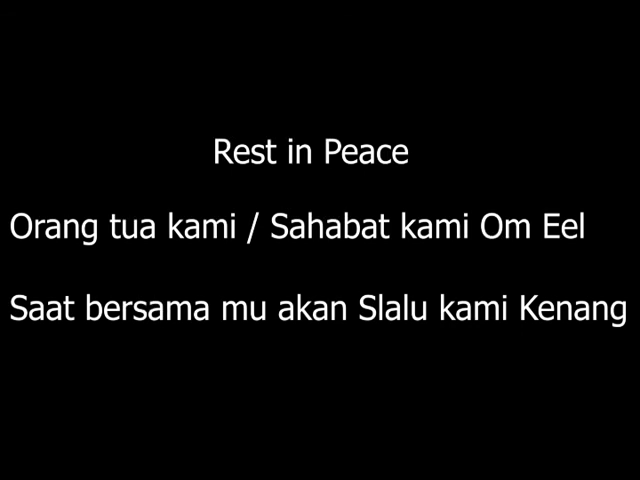 Rest in Peace
Orang tua kami / Sahabat kami Om Eel
Saat bersama mu akan Slalu kami Kenang